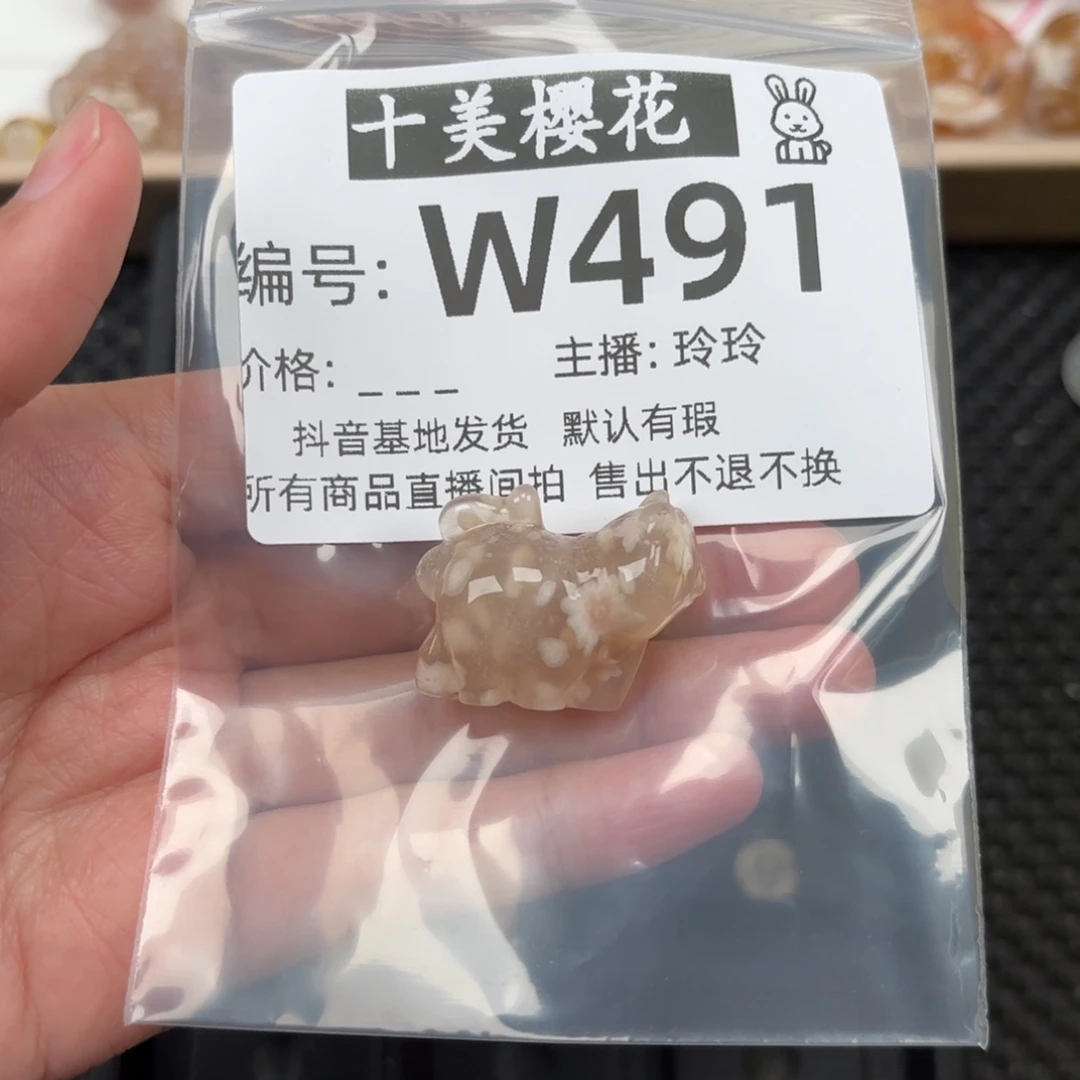 十美樱花
编号: W491
价格: _ _ _ 主播: 玲玲
抖音基地发货 默认有瑕
所有商品直播间拍 售出不退不换